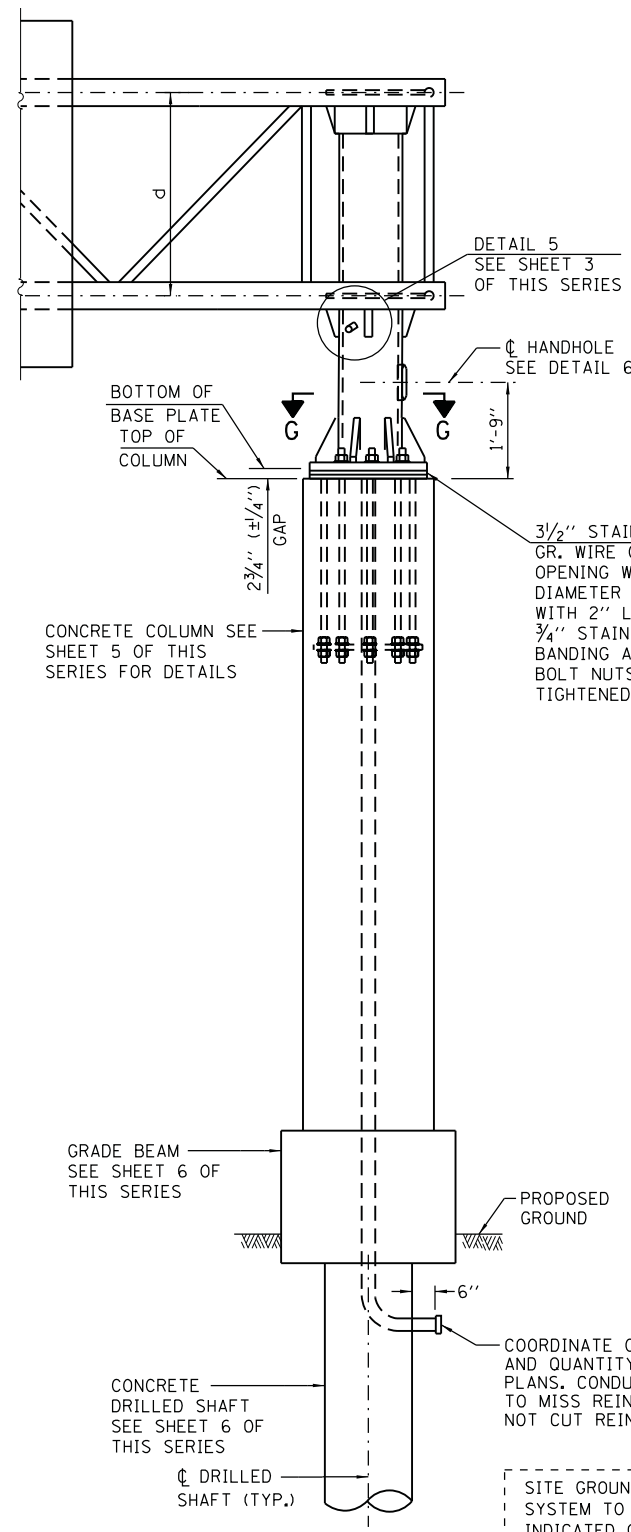 d
DETAIL 5
SEE SHEET 3
OF THIS SERIES
℄ HANDHOLE
SEE DETAIL 6
BOTTOM OF
BASE PLATE
TOP OF
COLUMN
G
G
1'-9"
2¾" (±¼")
GAP
3½" STAI
GR. WIRE
OPENING W
DIAMETER
WITH 2" L
¾" STAIN
BANDING A
BOLT NUTS
TIGHTENED
CONCRETE COLUMN SEE
SHEET 5 OF THIS
SERIES FOR DETAILS
GRADE BEAM
SEE SHEET 6 OF
THIS SERIES
PROPOSED
GROUND
6"
COORDINATE
AND QUANTITY
PLANS. CONDU
TO MISS REIN
NOT CUT REIN
CONCRETE
DRILLED SHAFT
SEE SHEET 6 OF
THIS SERIES
℄ DRILLED
SHAFT (TYP.)
SITE GROUN
SYSTEM TO
INDICATED